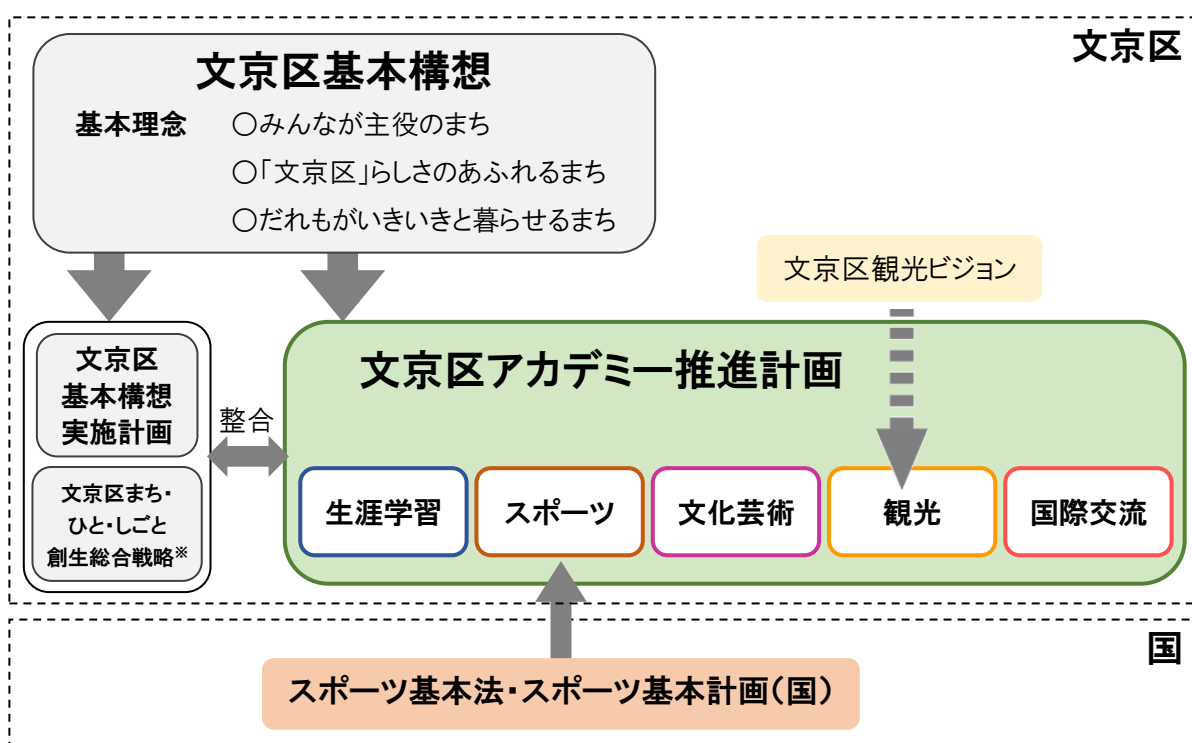 文京区
文京区基本構想
基本理念 ○みんなが主役のまち
○「文京区」らしさのあふれるまち
○だれもがいきいきと暮らせるまち
文京区観光ビジョン
文京区
基本構想
実施計画
整合
文京区まち・
ひと・しごと
創生総合戦略※
文京区アカデミー推進計画
生涯学習
スポーツ
文化芸術
観光
国際交流
国
スポーツ基本法・スポーツ基本計画(国)